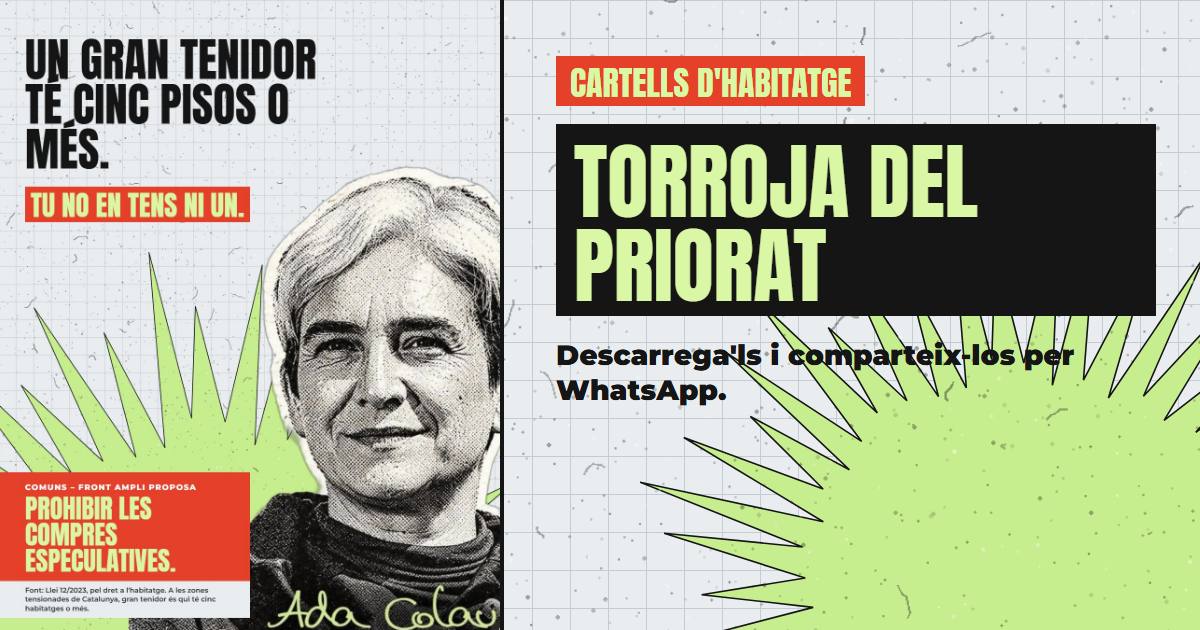 UN GRAN TENIDOR
TÉ CINC PISOS O
MÉS.
TU NO EN TENS NI UN.
COMUNS – FRONT AMPLI PROPOSA
PROHIBIR LES
COMPRES
ESPECULATIVES.
Font: Llei 12/2023, pel dret a l'habitatge. A les zones
tensionades de Catalunya, gran tenidor és qui té cinc
habitatges o més.
Ada Colau
CARTELLS D'HABITATGE
TORROJA DEL
PRIORAT
Descarrega'ls i comparteix-los per
WhatsApp.